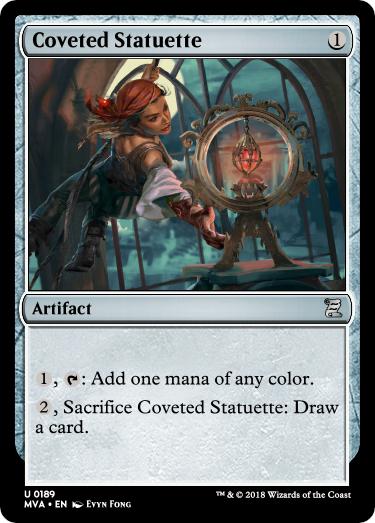 Coveted Statuette 1
Artifact
1, : Add one mana of any color.
2, Sacrifice Coveted Statuette: Draw
a card.
U 0189
MVA • EN Evyn Fong
™ & © 2018 Wizards of the Coast